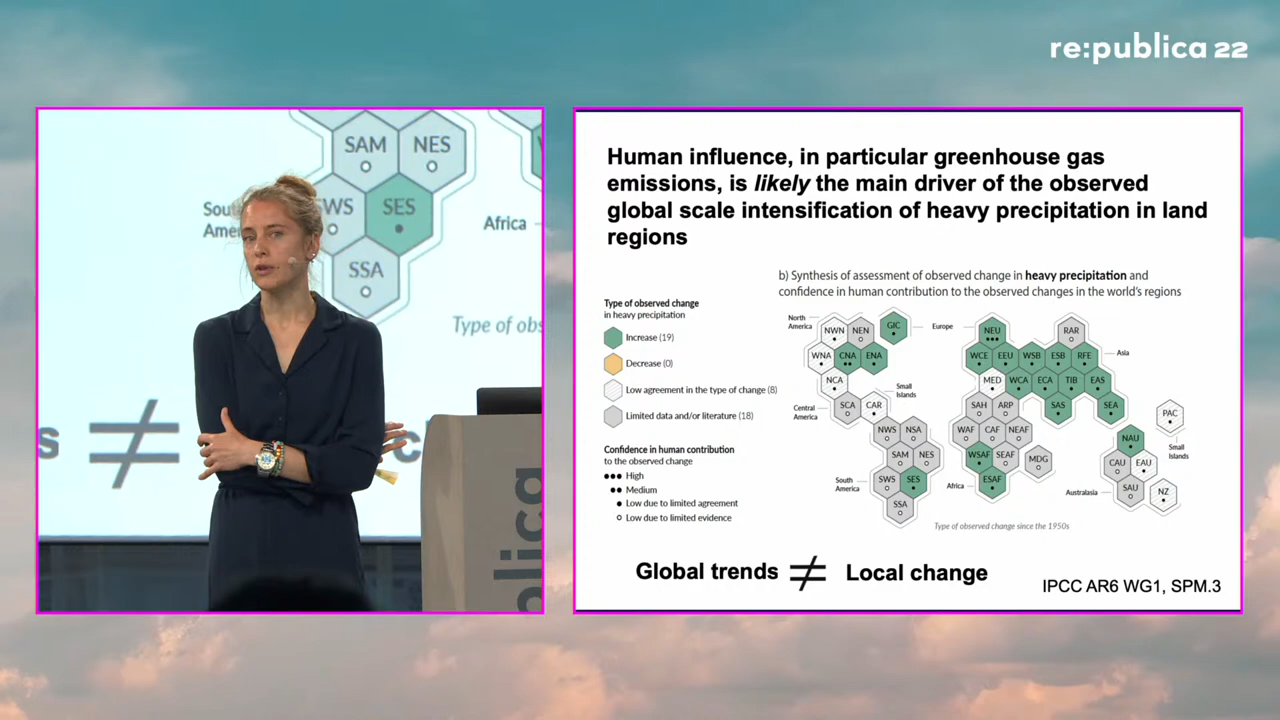 re:publica 22
SAM
NES
SWS
SES
SSA
Africa
Type of obs
≠
plica
Human influence, in particular greenhouse gas
emissions, is likely the main driver of the observed
global scale intensification of heavy precipitation in land
regions
b) Synthesis of assessment of observed change in heavy precipitation and
confidence in human contribution to the observed changes in the world's regions
Type of observed change
in heavy precipitation
Increase (19)
Decrease (0)
Low agreement in the type of change (8)
Limited data and/or literature (18)
Confidence in human contribution
to the observed change
High
Medium
Low due to limited agreement
Low due to limited evidence
North
America
NWN
NEN
GIC
WNA
CNA
ENA
NCA
Small
Islands
Central
America
SCA
CAR
NWS
NSA
SAM
NES
South
America
SWS
SES
SSA
Europe
NEU
RAR
WCE
EEU
WSB
ESB
RFE
Asia
MED
WCA
ECA
TIB
EAS
SAH
ARP
SAS
SEA
WAF
CAF
NEAF
WSAF
SEAF
MDG
Africa
ESAF
PAC
Small
Islands
NAU
CAU
EAU
Australasia
SAU
NZ
Type of observed change since the 1950s
Global trends ≠ Local change
IPCC AR6 WG1, SPM.3